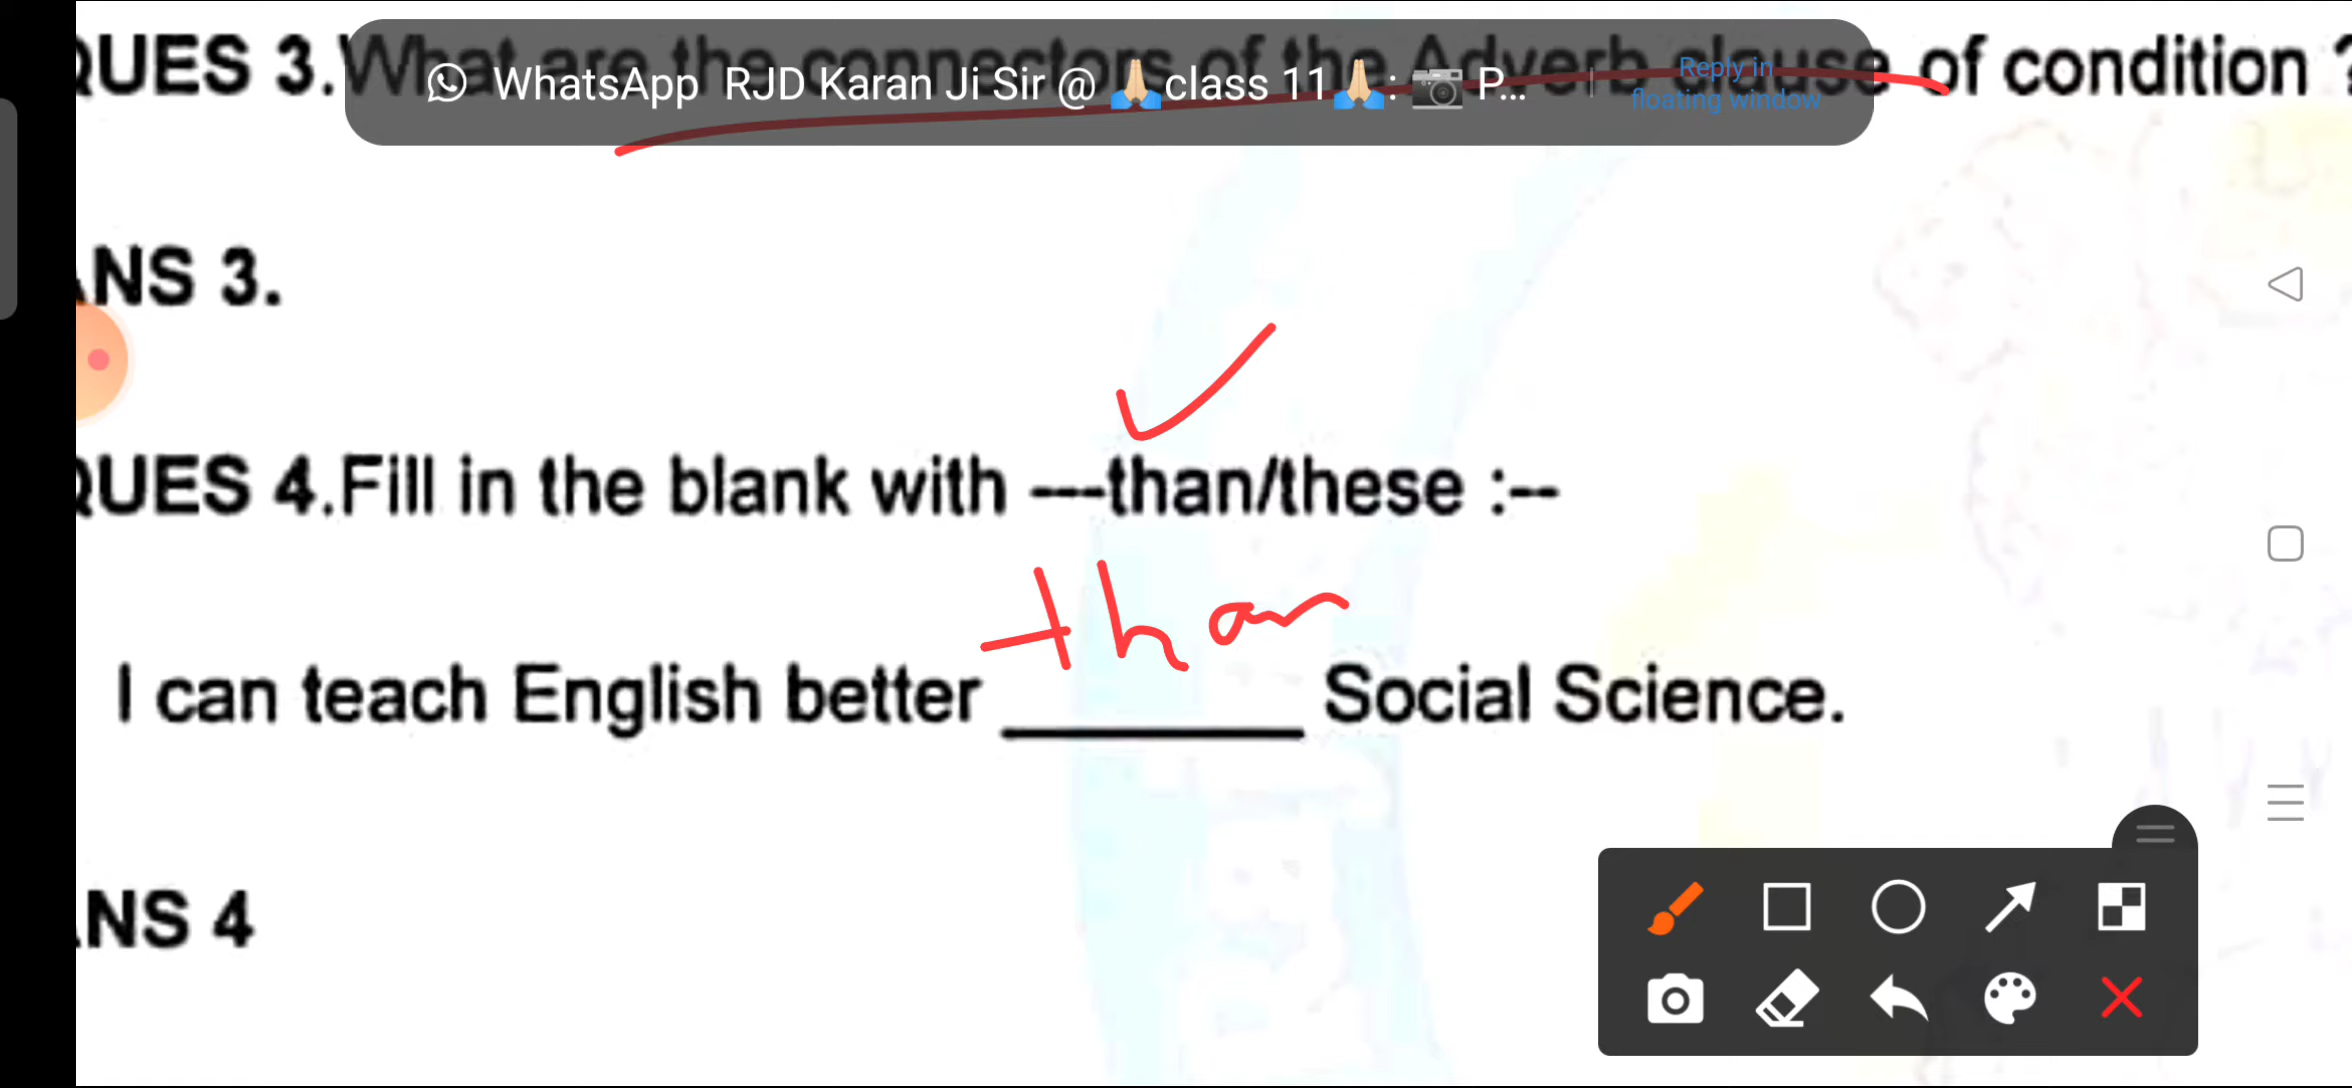 QUES 3.What are the connectors of the Adverb clause of condition ?
WhatsApp RJD Karan Ji Sir @ 🙏🏻class 11🙏🏻: 📷 P... | Reply in floating window
NS 3.
QUES 4.Fill in the blank with ---than/these :--
than
I can teach English better ________ Social Science.
NS 4